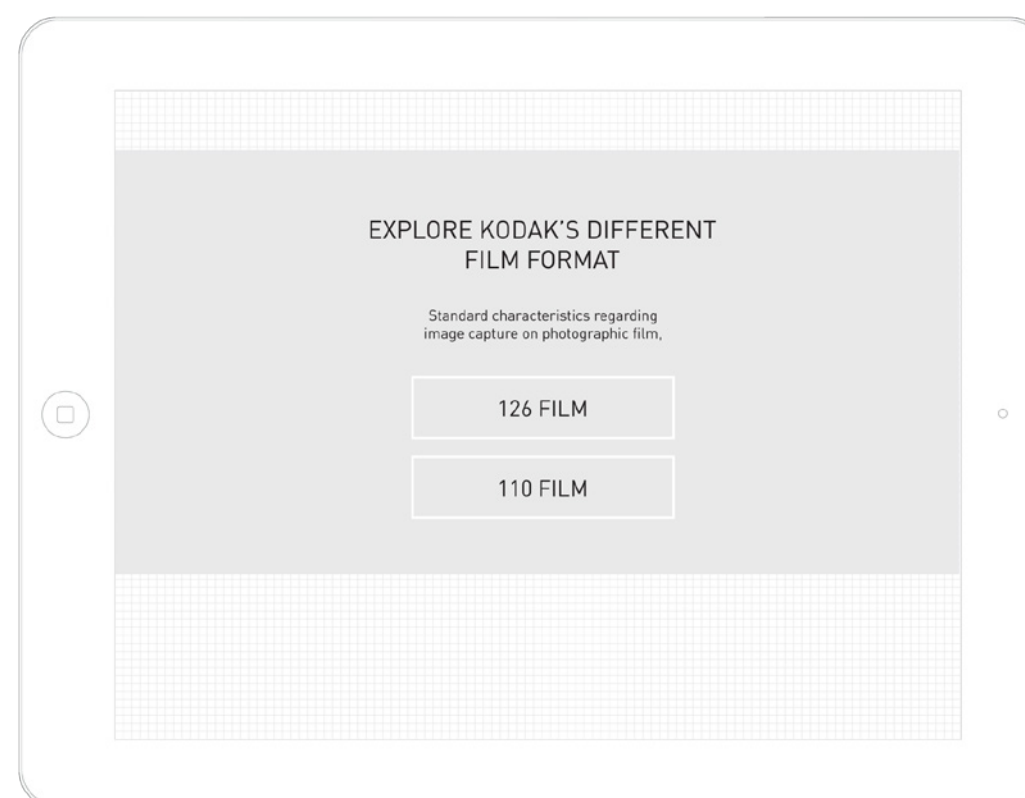 EXPLORE KODAK'S DIFFERENT
FILM FORMAT
Standard characteristics regarding
image capture on photographic film,
126 FILM
110 FILM